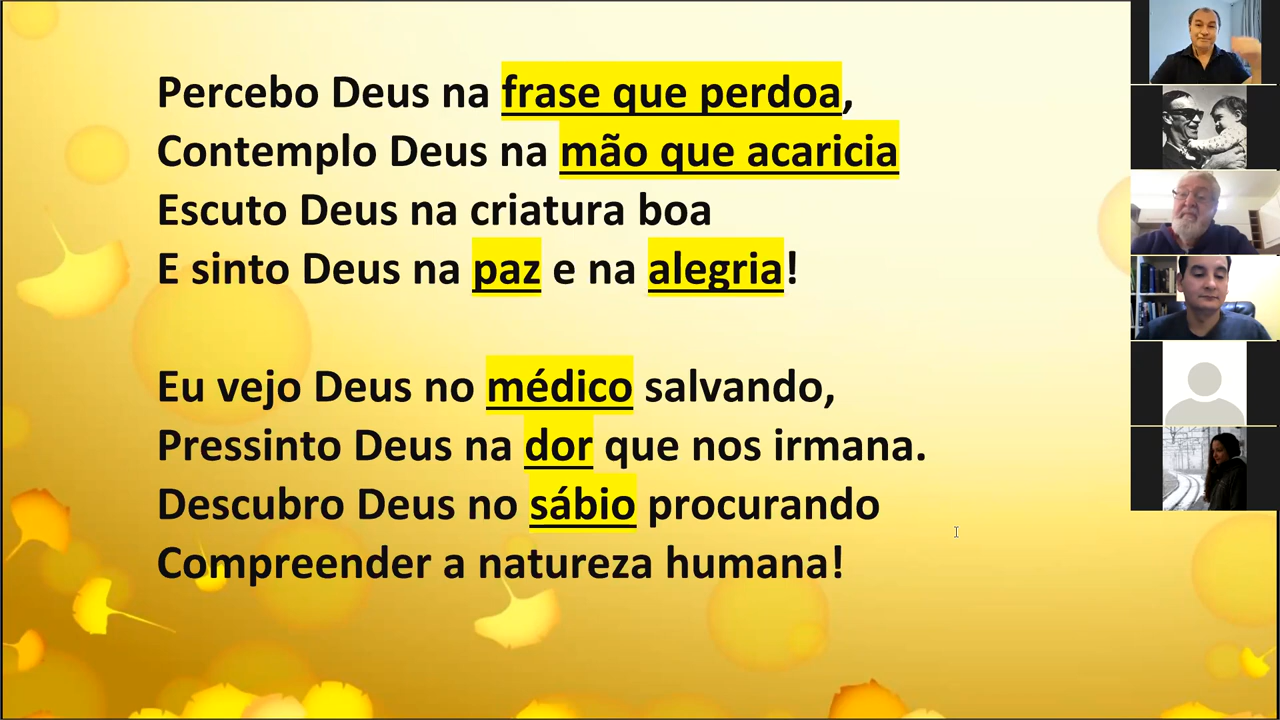 Percebo Deus na frase que perdoa,
Contemplo Deus na mão que acaricia
Escuto Deus na criatura boa
E sinto Deus na paz e na alegria!
Eu vejo Deus no médico salvando,
Pressinto Deus na dor que nos irmana.
Descubro Deus no sábio procurando
Compreender a natureza humana!